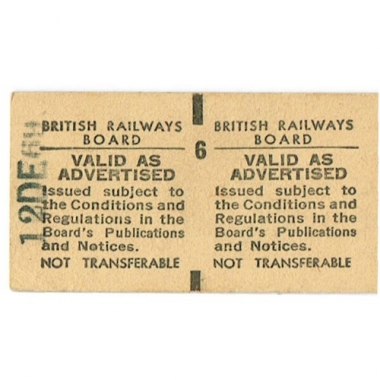 BRITISH RAILWAYS
BOARD
VALID AS
ADVERTISED
Issued subject to
the Conditions and
Regulations in the
Board's Publications
and Notices.
NOT TRANSFERABLE
6
BRITISH RAILWAYS
BOARD
VALID AS
ADVERTISED
Issued subject to
the Conditions and
Regulations in the
Board's Publications
and Notices.
NOT TRANSFERABLE
12DE